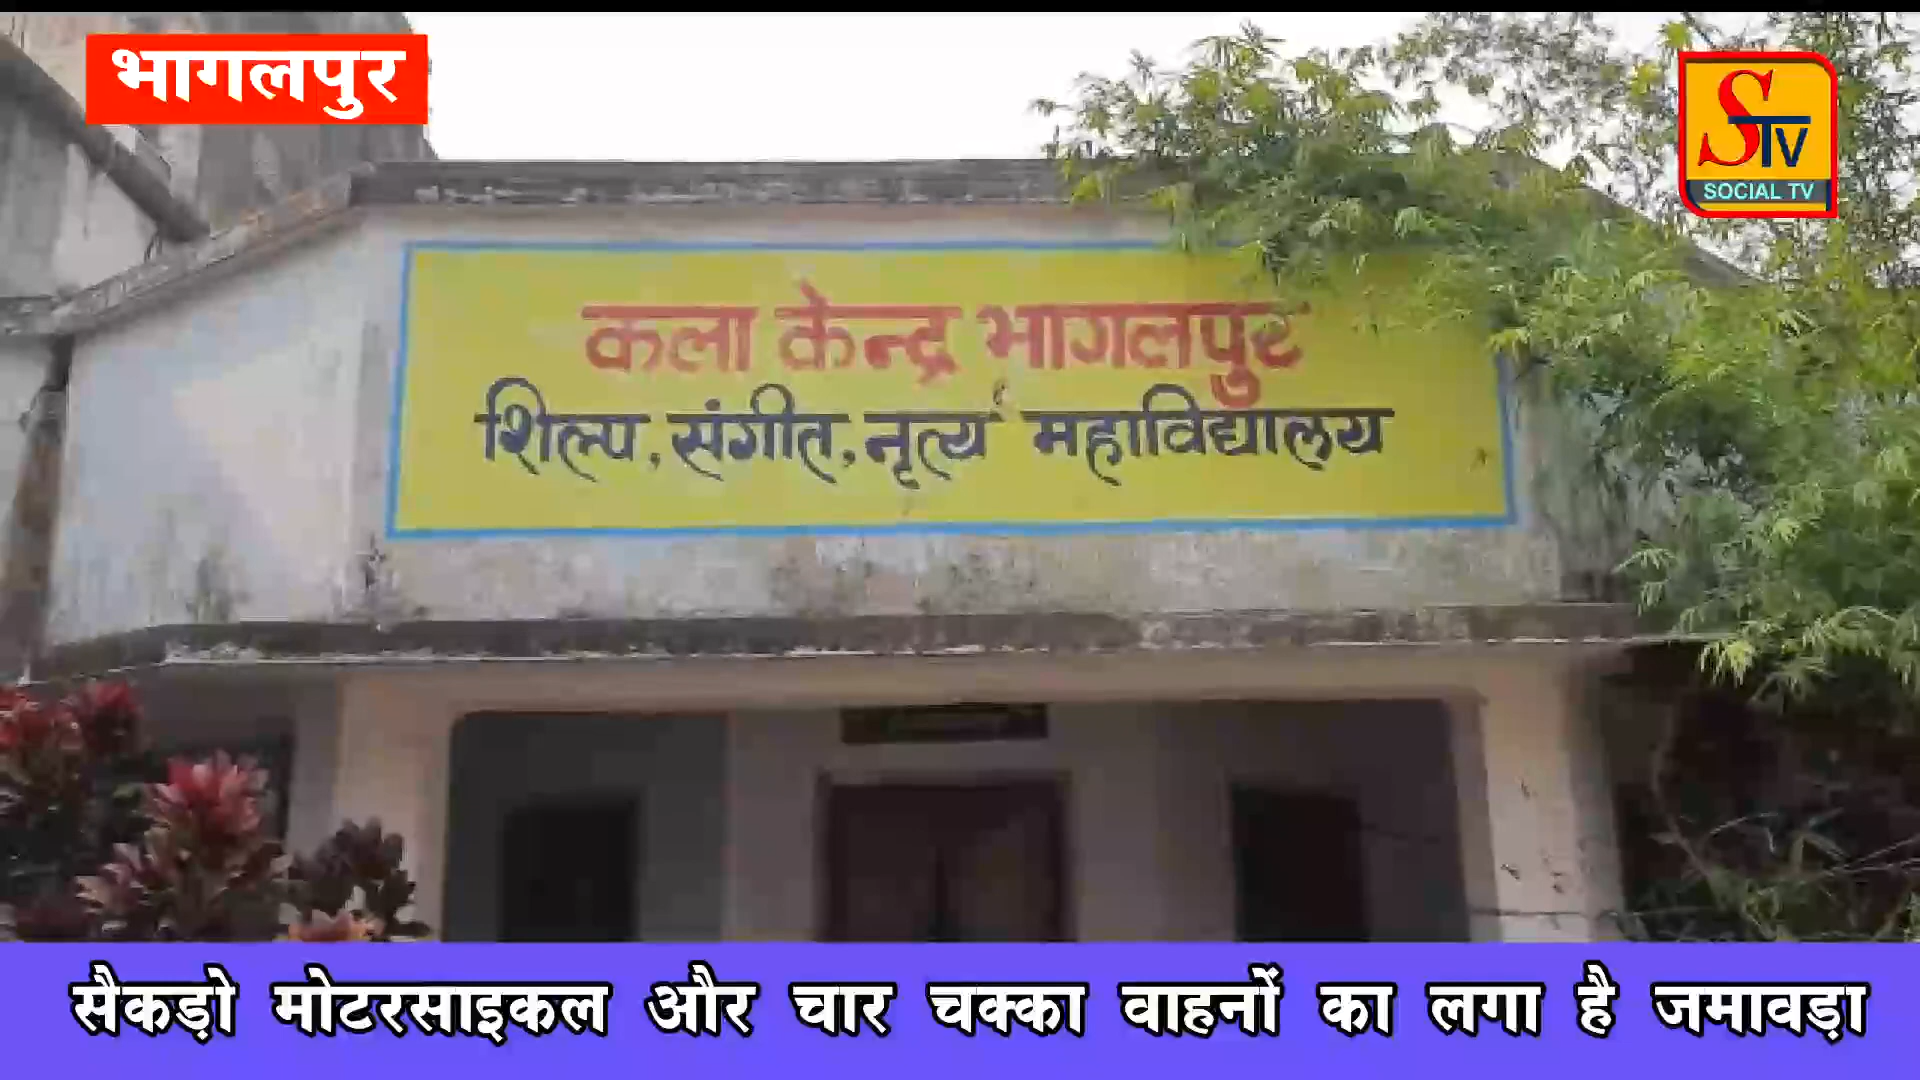 भागलपुर
STV
SOCIAL TV
कला केन्द्र भागलपुर
शिल्प, संगीत, नृत्य महाविद्यालय
सैकड़ो मोटरसाइकल और चार चक्का वाहनों का लगा है जमावड़ा